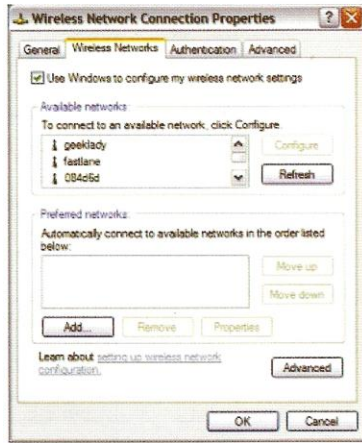 Wireless Network Connection Properties
General Wireless Networks Authentication Advanced
Use Windows to configure my wireless network settings
Available networks:
To connect to an available network, click Configure.
geeklady
fastlane
084d6d
Configure
Refresh
Preferred networks:
Automatically connect to available networks in the order listed
below:
Move up
Move down
Add... Remove Properties
Learn about setting up wireless network
configuration.
Advanced
OK Cancel